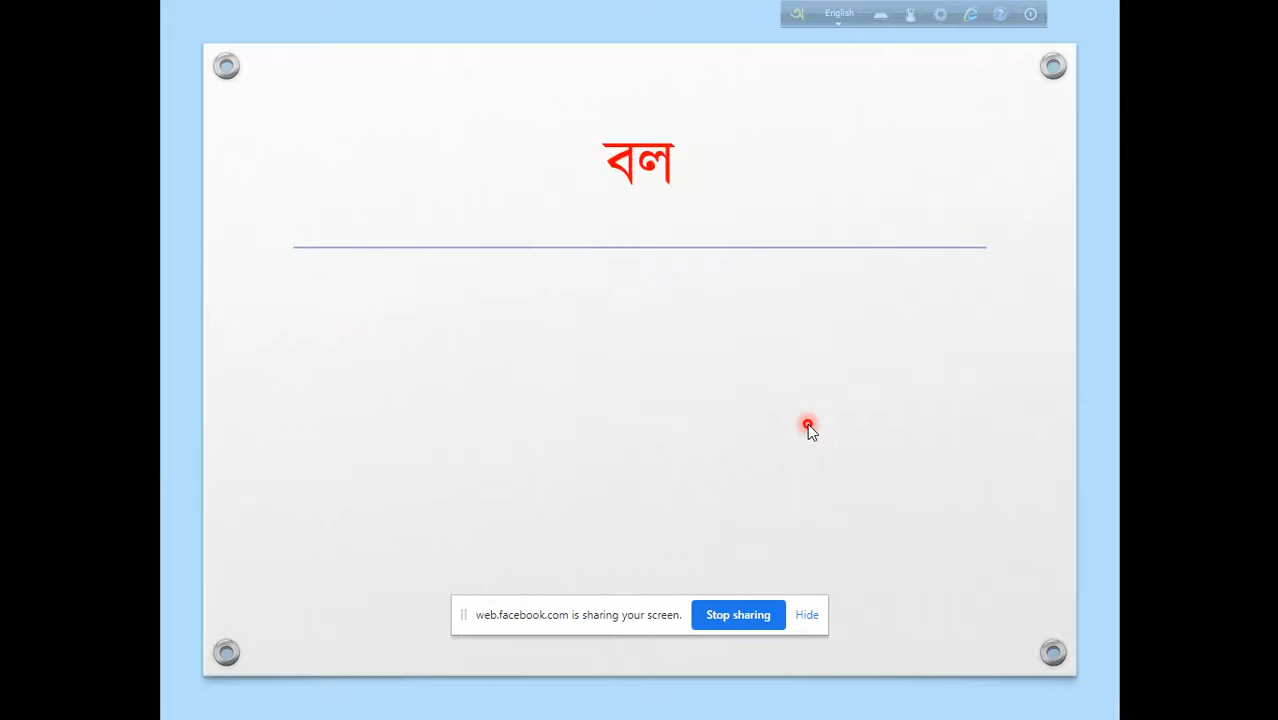 অ English
বল
web.facebook.com is sharing your screen. Stop sharing Hide